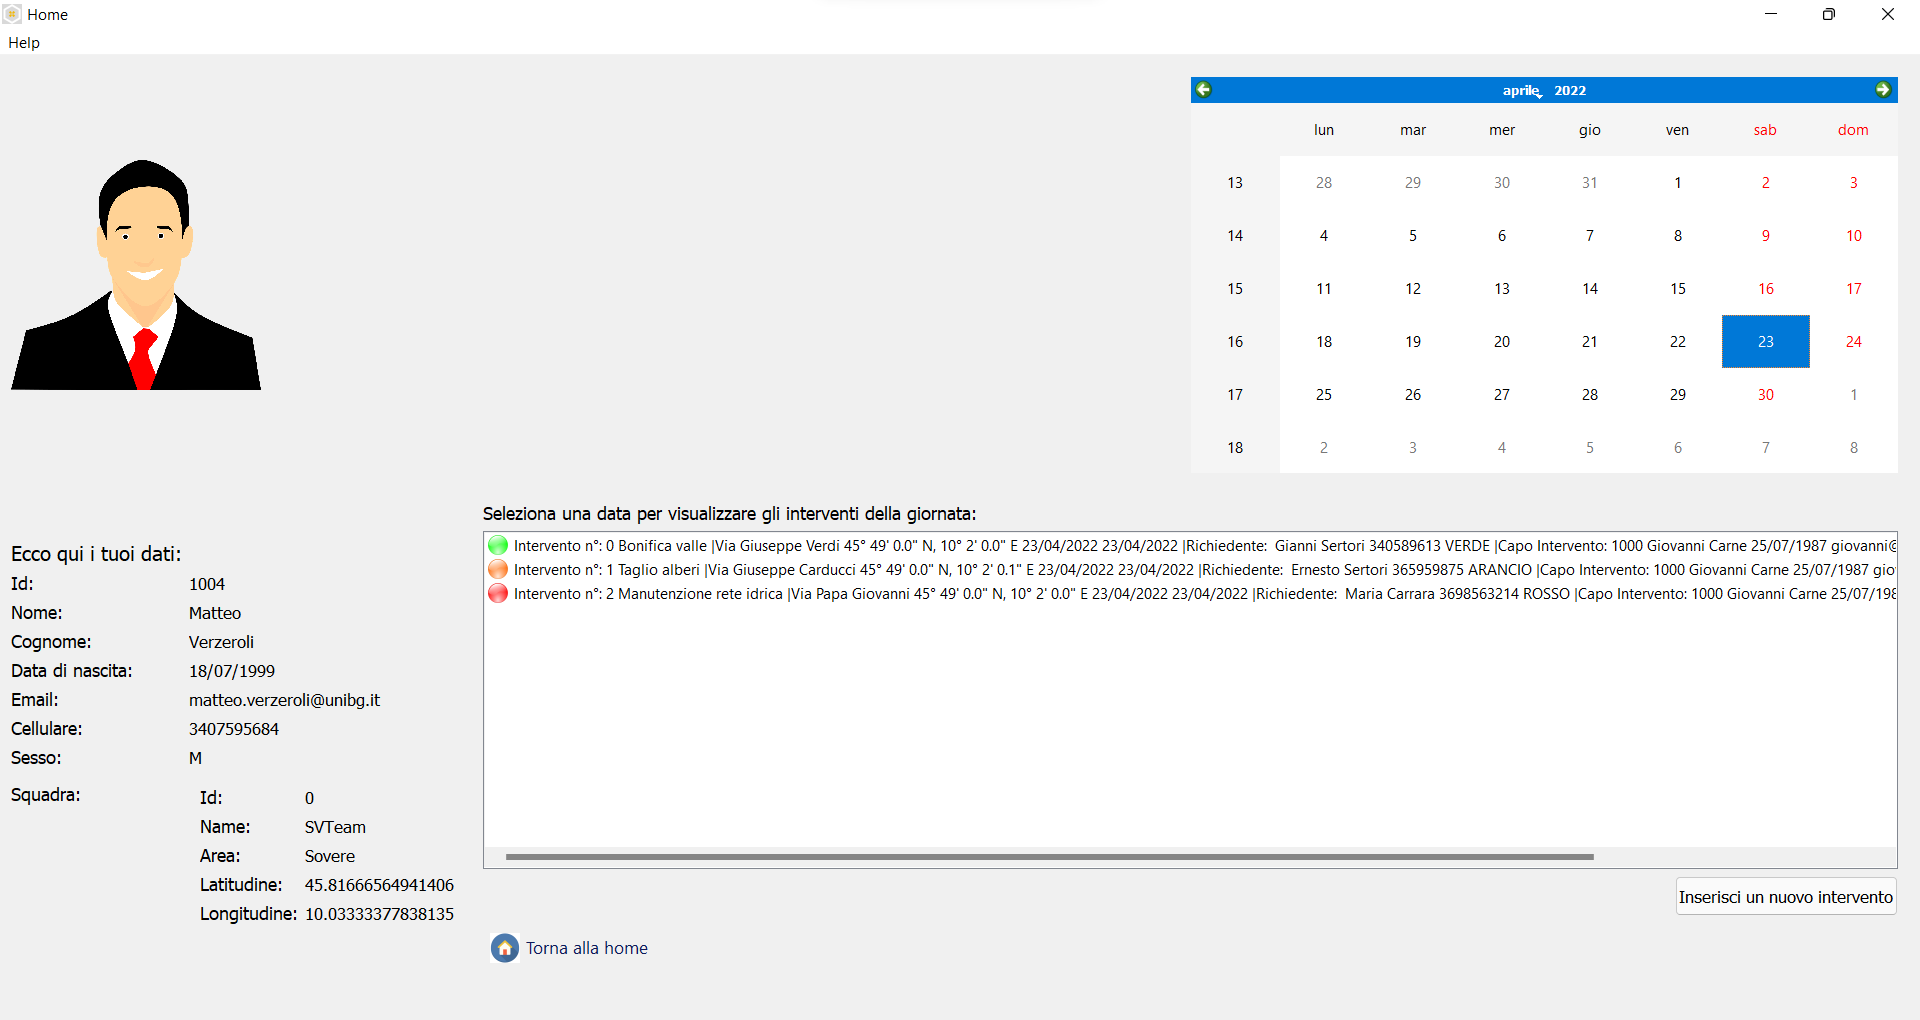 Home
Help
aprile 2022
lun mar mer gio ven sab dom
13 28 29 30 31 1 2 3
14 4 5 6 7 8 9 10
15 11 12 13 14 15 16 17
16 18 19 20 21 22 23 24
17 25 26 27 28 29 30 1
18 2 3 4 5 6 7 8
Seleziona una data per visualizzare gli interventi della giornata:
Intervento n°: 0 Bonifica valle |Via Giuseppe Verdi 45° 49' 0.0" N, 10° 2' 0.0" E 23/04/2022 23/04/2022 |Richiedente: Gianni Sertori 340589613 VERDE |Capo Intervento: 1000 Giovanni Carne 25/07/1987 giovanni@
Intervento n°: 1 Taglio alberi |Via Giuseppe Carducci 45° 49' 0.0" N, 10° 2' 0.1" E 23/04/2022 23/04/2022 |Richiedente: Ernesto Sertori 365959875 ARANCIO |Capo Intervento: 1000 Giovanni Carne 25/07/1987 gio
Intervento n°: 2 Manutenzione rete idrica |Via Papa Giovanni 45° 49' 0.0" N, 10° 2' 0.0" E 23/04/2022 23/04/2022 |Richiedente: Maria Carrara 3698563214 ROSSO |Capo Intervento: 1000 Giovanni Carne 25/07/198
Ecco qui i tuoi dati:
Id: 1004
Nome: Matteo
Cognome: Verzeroli
Data di nascita: 18/07/1999
Email: matteo.verzeroli@unibg.it
Cellulare: 3407595684
Sesso: M
Squadra:
Id: 0
Name: SVTeam
Area: Sovere
Latitudine: 45.81666564941406
Longitudine: 10.03333377838135
Inserisci un nuovo intervento
Torna alla home